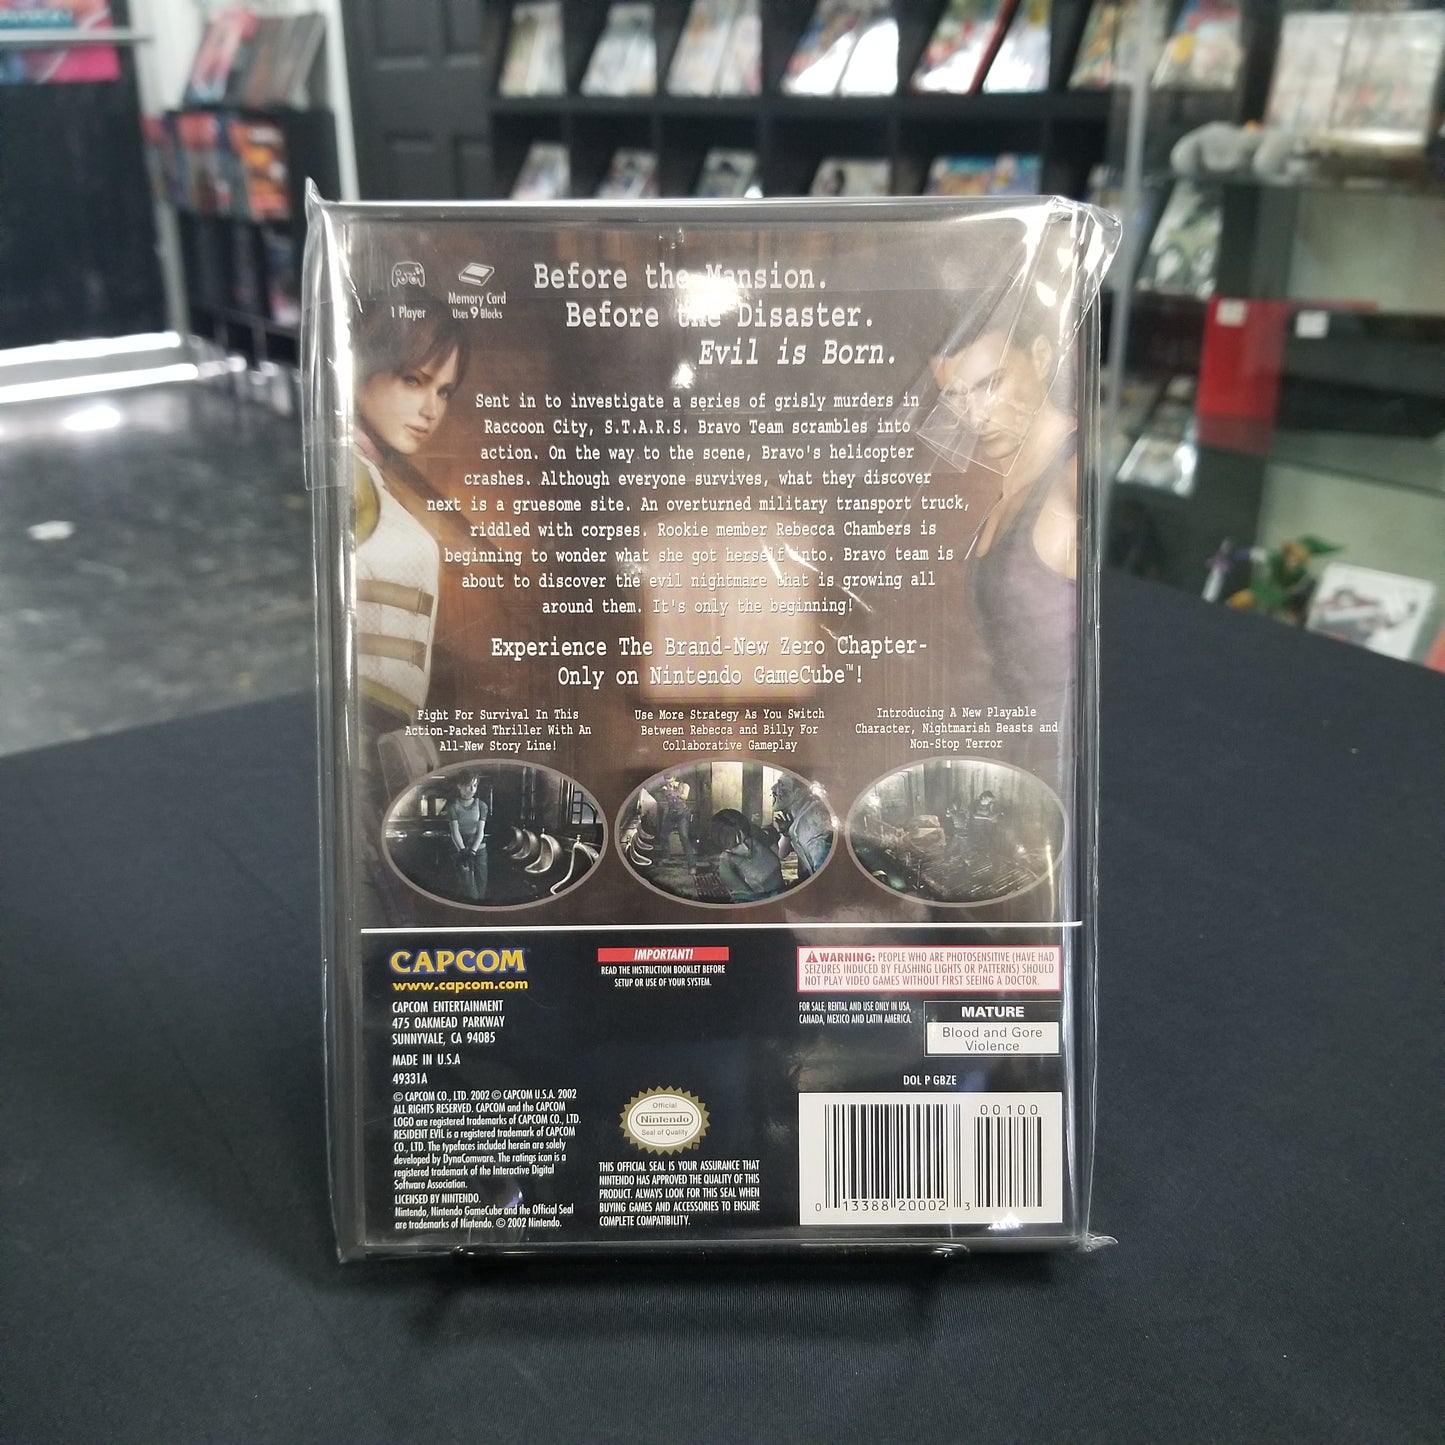 1 Player
Memory Card
Uses 9 Blocks
Before the Mansion.
Before the Disaster.
Evil is Born.
Sent in to investigate a series of grisly murders in
Raccoon City, S.T.A.R.S. Bravo Team scrambles into
action. On the way to the scene, Bravo's helicopter
crashes. Although everyone survives, what they discover
next is a gruesome site. An overturned military transport truck,
riddled with corpses. Rookie member Rebecca Chambers is
beginning to wonder what she got herself into. Bravo team is
about to discover the evil nightmare that is growing all
around them. It's only the beginning!
Experience The Brand-New Zero Chapter-
Only on Nintendo GameCube™!
Fight For Survival In This
Action-Packed Thriller With An
All-New Story Line!
Use More Strategy As You Switch
Between Rebecca and Billy For
Collaborative Gameplay
Introducing A New Playable
Character, Nightmarish Beasts and
Non-Stop Terror
CAPCOM
www.capcom.com
CAPCOM ENTERTAINMENT
475 OAKMEAD PARKWAY
SUNNYVALE, CA 94085
MADE IN U.S.A
49331A
© CAPCOM CO., LTD. 2002 © CAPCOM U.S.A. 2002
ALL RIGHTS RESERVED. CAPCOM and the CAPCOM
LOGO are registered trademarks of CAPCOM CO., LTD.
RESIDENT EVIL is a registered trademark of CAPCOM
CO., LTD. The typefaces included herein are solely
developed by DynaComware. The ratings icon is a
registered trademark of the Interactive Digital
Software Association.
LICENSED BY NINTENDO.
Nintendo, Nintendo GameCube and the Official Seal
are trademarks of Nintendo. © 2002 Nintendo.
IMPORTANT!
READ THE INSTRUCTION BOOKLET BEFORE
SETUP OR USE OF YOUR SYSTEM.
Official
Nintendo
Seal of Quality
THIS OFFICIAL SEAL IS YOUR ASSURANCE THAT
NINTENDO HAS APPROVED THE QUALITY OF THIS
PRODUCT. ALWAYS LOOK FOR THIS SEAL WHEN
BUYING GAMES AND ACCESSORIES TO ENSURE
COMPLETE COMPATIBILITY.
WARNING: PEOPLE WHO ARE PHOTOSENSITIVE (HAVE HAD
SEIZURES INDUCED BY FLASHING LIGHTS OR PATTERNS) SHOULD
NOT PLAY VIDEO GAMES WITHOUT FIRST SEEING A DOCTOR.
FOR SALE, RENTAL AND USE ONLY IN USA,
CANADA, MEXICO AND LATIN AMERICA.
MATURE
Blood and Gore
Violence
DOL P GBZE
00100
0 13388 20002 3